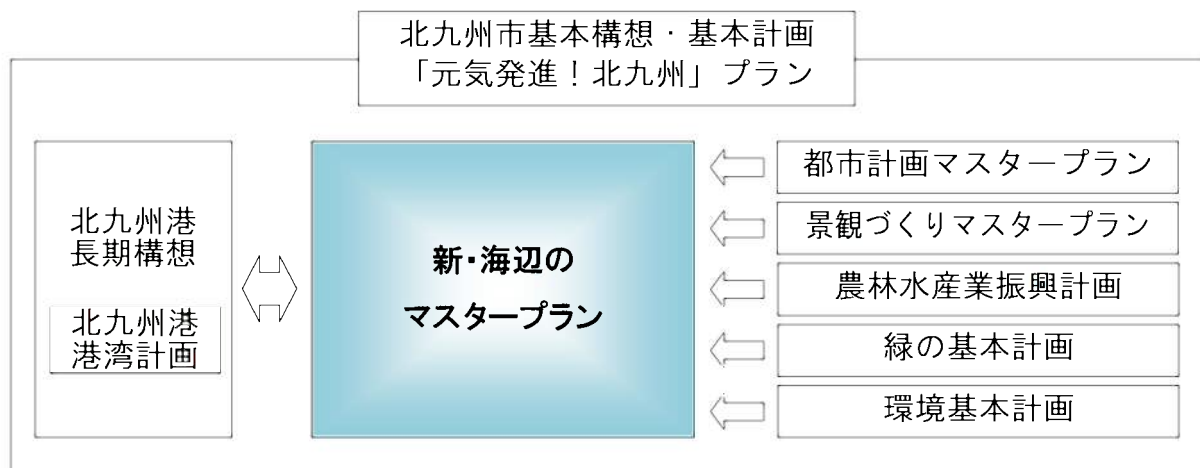 北九州市基本構想・基本計画
「元気発進！北九州」プラン
北九州港
長期構想
北九州港
港湾計画
新・海辺の
マスタープラン
都市計画マスタープラン
景観づくりマスタープラン
農林水産業振興計画
緑の基本計画
環境基本計画